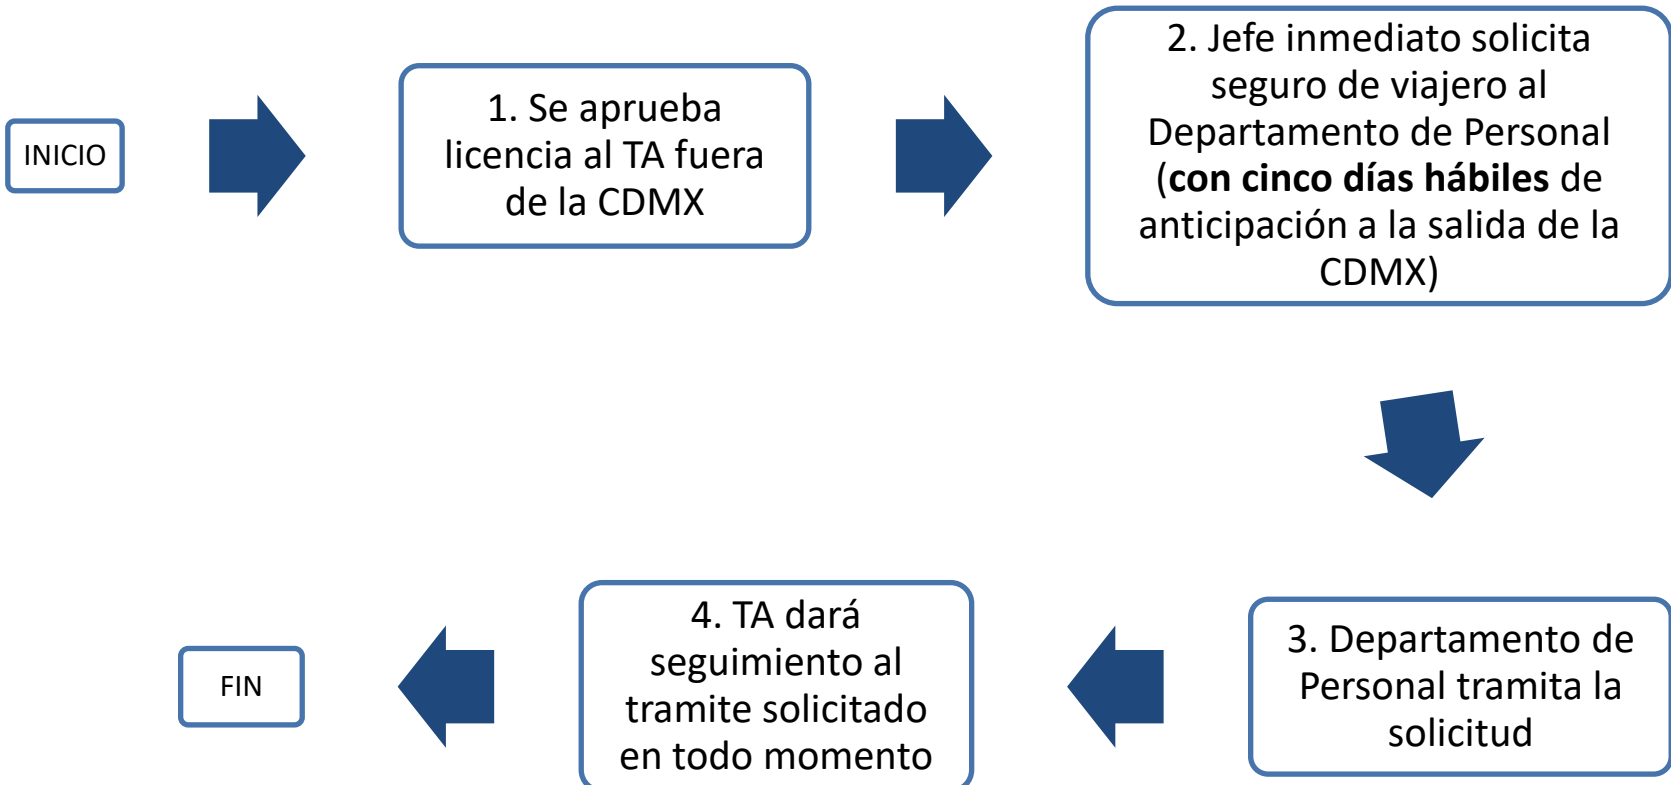 INICIO
1. Se aprueba
licencia al TA fuera
de la CDMX
2. Jefe inmediato solicita
seguro de viajero al
Departamento de Personal
(con cinco días hábiles de
anticipación a la salida de la
CDMX)
3. Departamento de
Personal tramita la
solicitud
4. TA dará
seguimiento al
tramite solicitado
en todo momento
FIN